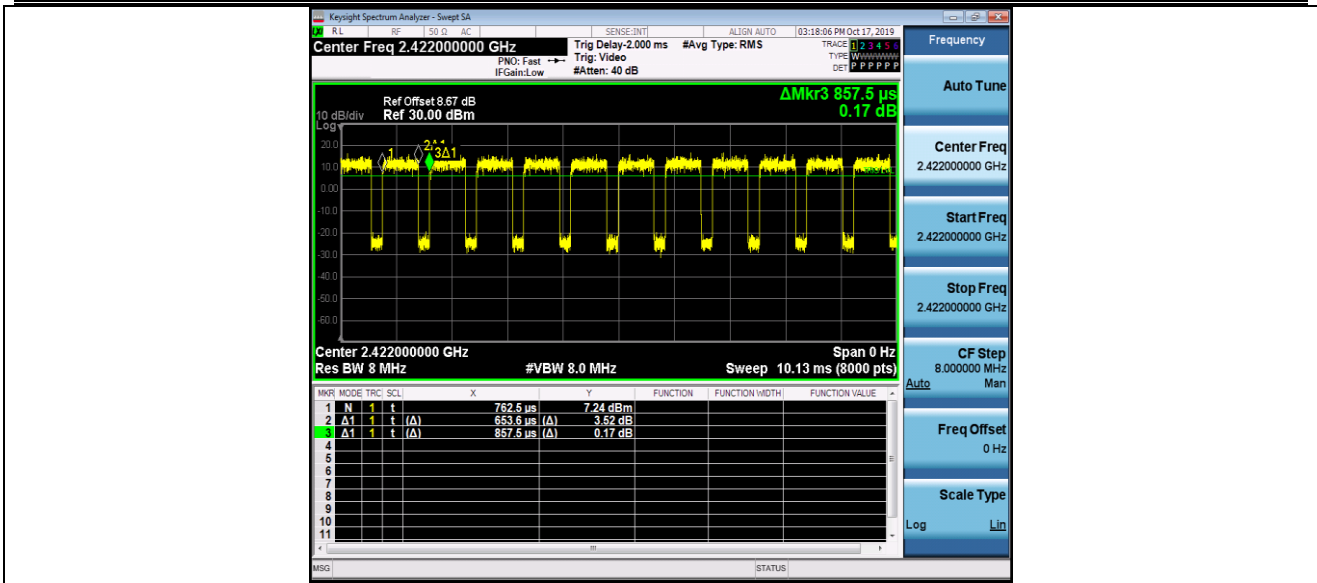 Keysight Spectrum Analyzer - Swept SA
RL RF 50 Ω AC SENSE:INT ALIGN AUTO 03:18:06 PM Oct 17, 2019
Center Freq 2.422000000 GHz
PNO: Fast
IFGain:Low
Trig Delay-2.000 ms
Trig: Video
#Atten: 40 dB
#Avg Type: RMS
TRACE 1 2 3 4 5 6
TYPE WWWWWW
DET P P P P P P
ΔMkr3 857.5 µs
0.17 dB
Ref Offset 8.67 dB
10 dB/div Ref 30.00 dBm
Log
20.0
10.0
0.00
-10.0
-20.0
-30.0
-40.0
-50.0
-60.0
1
3Δ1
Center 2.422000000 GHz Span 0 Hz
Res BW 8 MHz #VBW 8.0 MHz Sweep 10.13 ms (8000 pts)
MKR MODE TRC SCL X Y FUNCTION FUNCTION WIDTH FUNCTION VALUE
1 N 1 t 762.5 µs 7.24 dBm
2 Δ1 1 t (Δ) 653.6 µs (Δ) 3.52 dB
3 Δ1 1 t (Δ) 857.5 µs (Δ) 0.17 dB
4
5
6
7
8
9
10
11
MSG STATUS
Frequency
Auto Tune
Center Freq
2.422000000 GHz
Start Freq
2.422000000 GHz
Stop Freq
2.422000000 GHz
CF Step
8.000000 MHz
Auto Man
Freq Offset
0 Hz
Scale Type
Log Lin